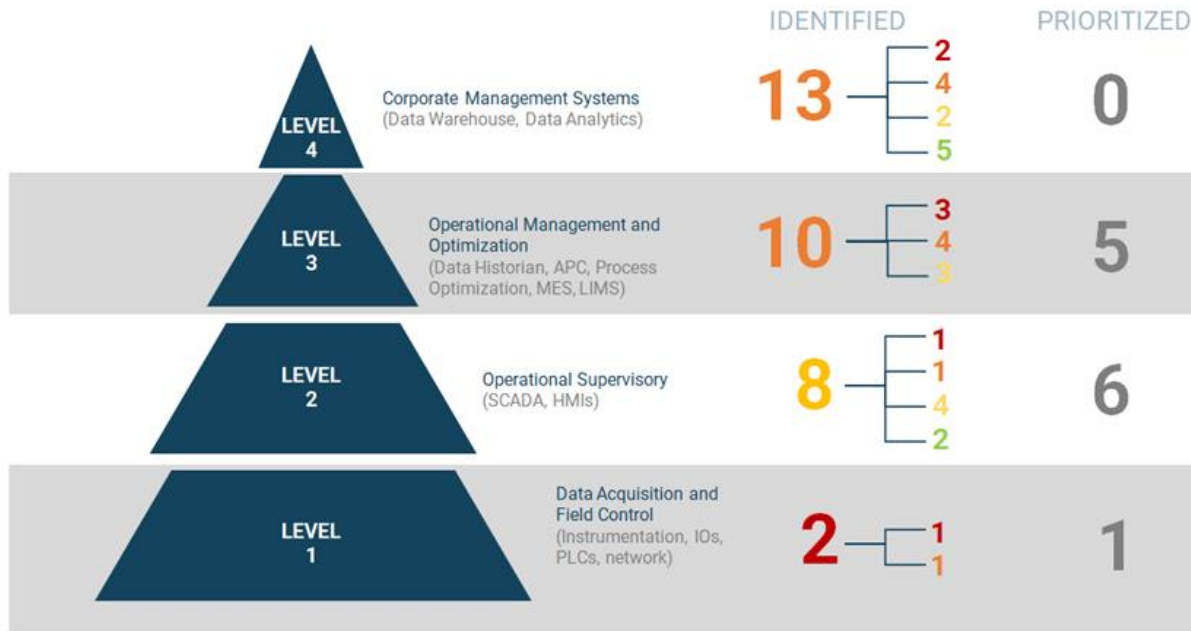 IDENTIFIED
PRIORITIZED
LEVEL
4
Corporate Management Systems
(Data Warehouse, Data Analytics)
13
2
4
2
5
0
LEVEL
3
Operational Management and
Optimization
(Data Historian, APC, Process
Optimization, MES, LIMS)
10
3
4
3
5
LEVEL
2
Operational Supervisory
(SCADA, HMIs)
8
1
1
4
2
6
LEVEL
1
Data Acquisition and
Field Control
(Instrumentation, IOs,
PLCs, network)
2
1
1
1